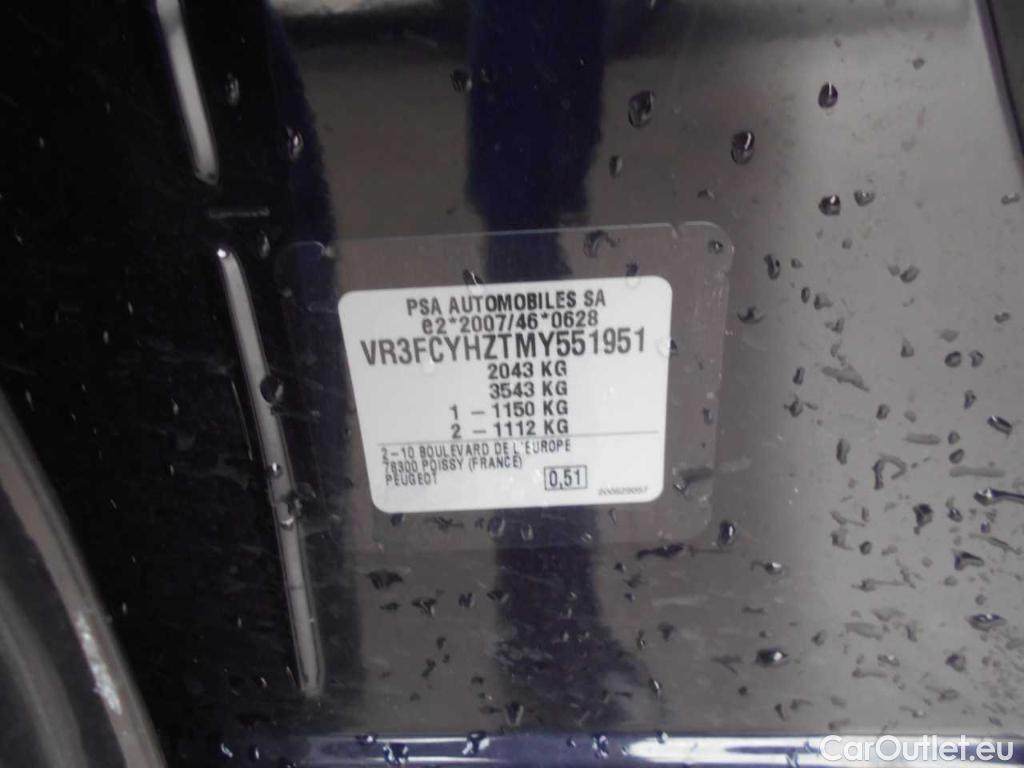 PSA AUTOMOBILES SA
e2*2007/46*0628
VR3FCYHZTMY551951
2043 KG
3543 KG
1 - 1150 KG
2 - 1112 KG
2-10 BOULEVARD DE L'EUROPE
78300 POISSY (FRANCE)
PEUGEOT
0,51
200629057
CarOutlet.eu